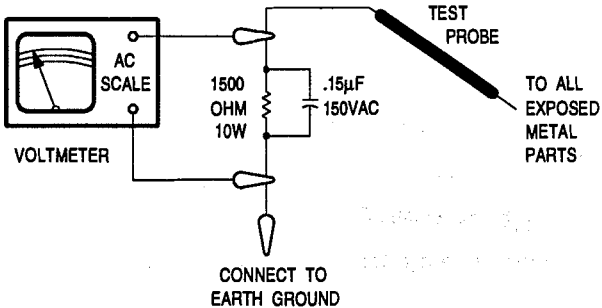 TEST
PROBE
AC
SCALE
1500
OHM
10W
.15µF
150VAC
TO ALL
EXPOSED
METAL
PARTS
VOLTMETER
CONNECT TO
EARTH GROUND